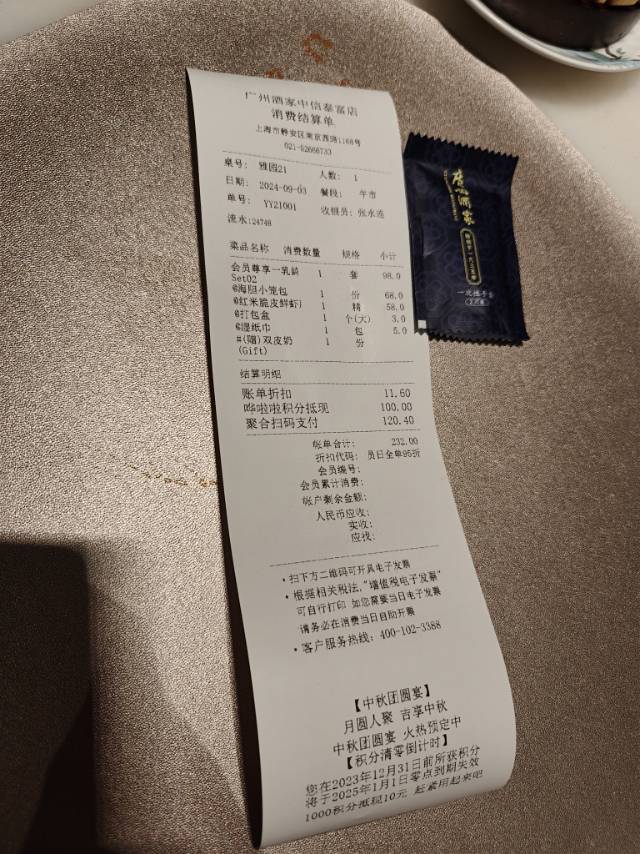 广州酒家中信泰富店
消费结算单
上海市静安区南京西路1168号
021-52666733
桌号: 雅园21 人数: 1
日期: 2024-09-03 餐段: 午市
单号: YY21001 收银员: 张水莲
流水:24748
菜品名称 消费数量 规格 小计
会员尊享一乳鸽 1 套 98.0
Set02
@海胆小笼包 1 份 68.0
@红米脆皮鲜虾) 1 精 58.0
@打包盒 1 个(大) 3.0
@湿纸巾 1 包 5.0
#(赠)双皮奶 1 份
(Gift)
结算明细
账单折扣 11.60
哗啦啦积分抵现 100.00
聚合扫码支付 120.40
帐单合计: 232.00
折扣代码: 员日全单95折
会员编号:
会员累计消费:
帐户剩余金额:
人民币应收:
实收:
应找:
·扫下方二维码可开具电子发票
·根据相关税法,"增值税电子发票"
可自行打印 如您需要当日电子发票
请务必在消费当日自助开票
·客户服务热线: 400-102-3388
【中秋团圆宴】
月圆人聚 吉享中秋
中秋团圆宴 火热预定中
【积分清零倒计时】
您在2023年12月31日前所获积分
将于2025年1月1日零点到期失效
1000积分抵现10元 赶紧用起来吧
广州酒家
一次性手套